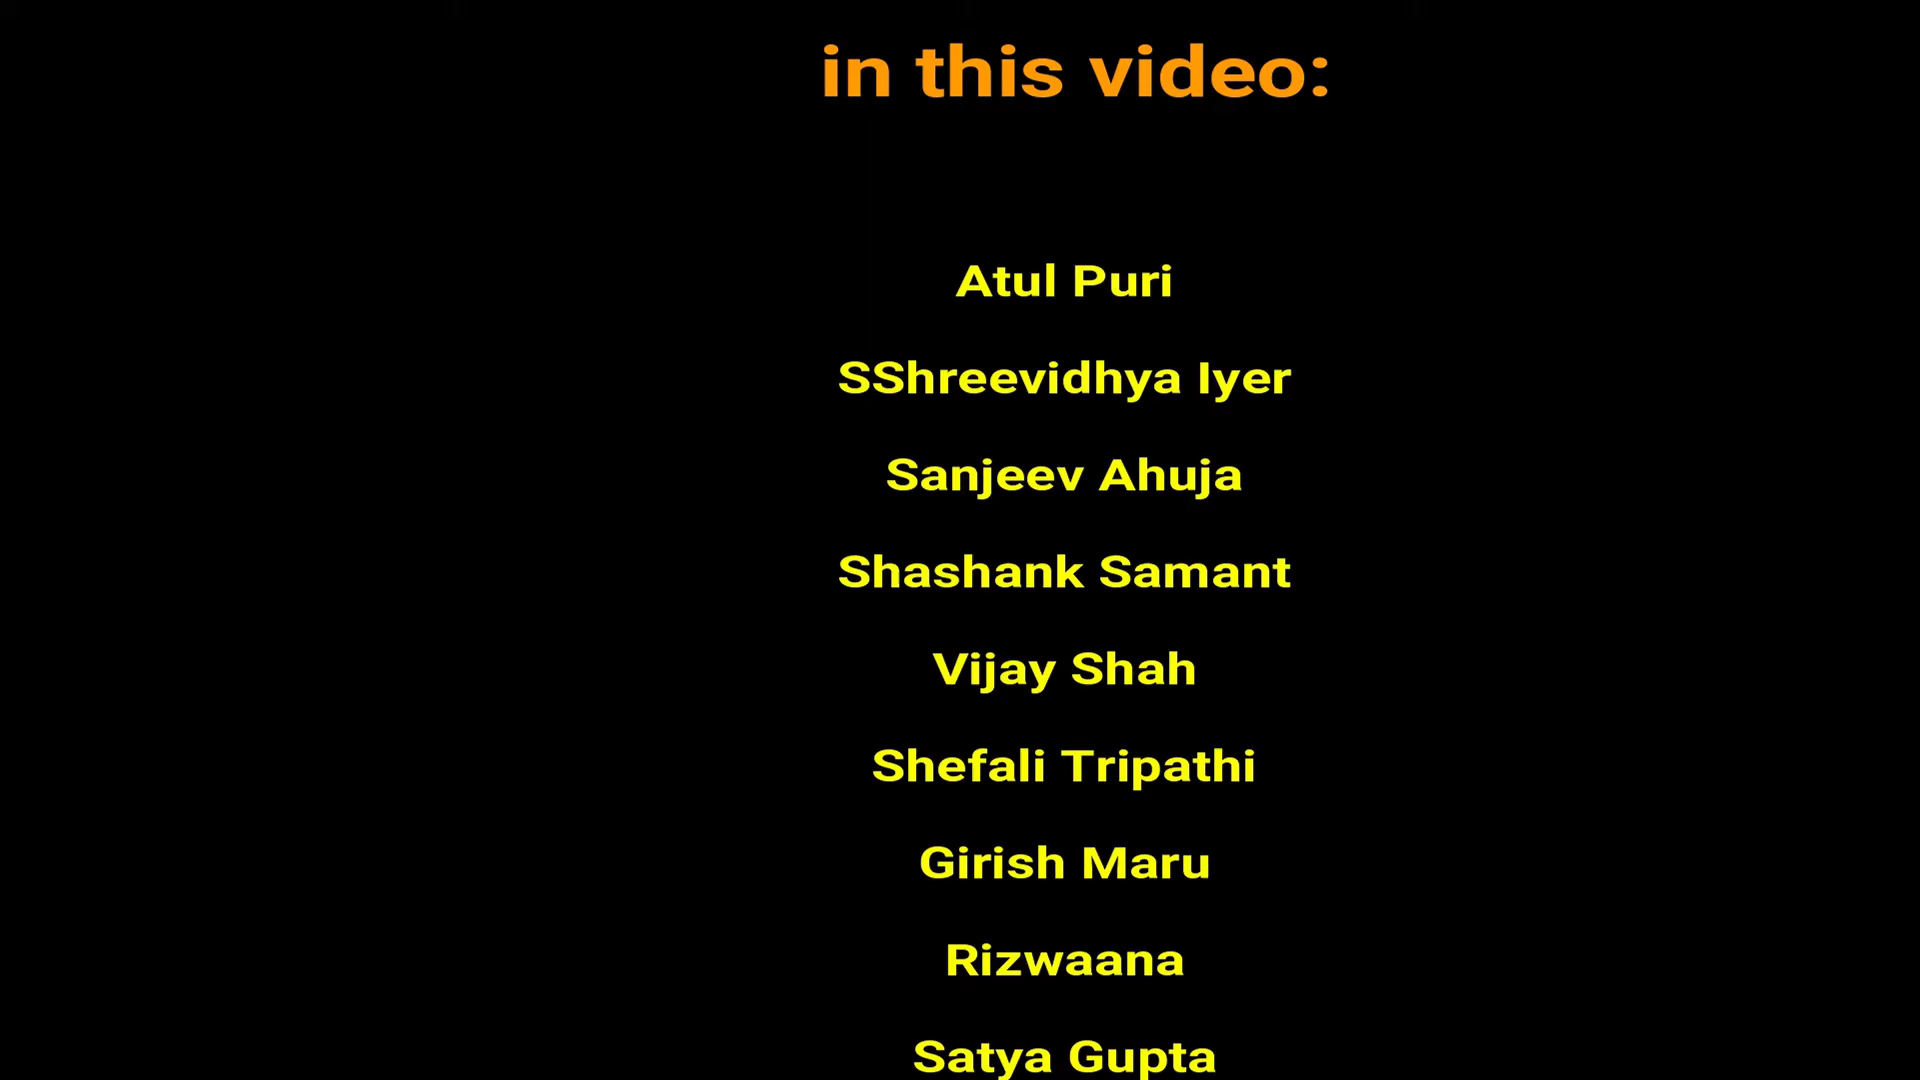 in this video:
Atul Puri
SShreevidhya Iyer
Sanjeev Ahuja
Shashank Samant
Vijay Shah
Shefali Tripathi
Girish Maru
Rizwaana
Satya Gupta